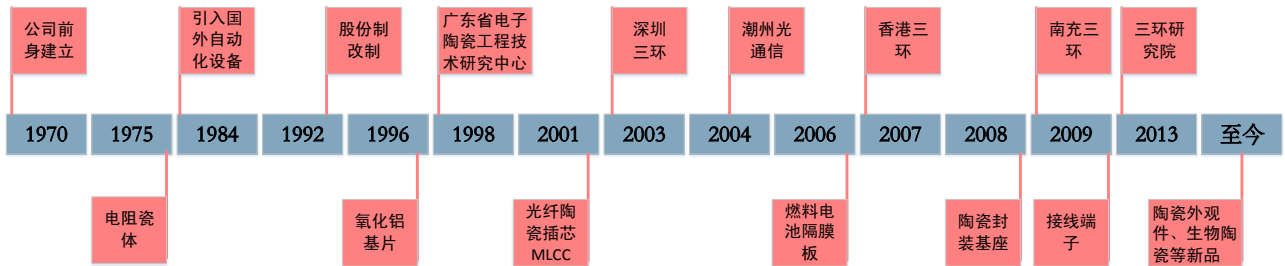 公司前
身建立
引入国
外自动
化设备
股份制
改制
广东省电子
陶瓷工程技
术研究中心
深圳
三环
潮州光
通信
香港三
环
南充三
环
三环研
究院
1970
1975
1984
1992
1996
1998
2001
2003
2004
2006
2007
2008
2009
2013
至今
电阻瓷
体
氧化铝
基片
光纤陶
瓷插芯
MLCC
燃料电
池隔膜
板
陶瓷封
装基座
接线端
子
陶瓷外观
件、生物陶
瓷等新品